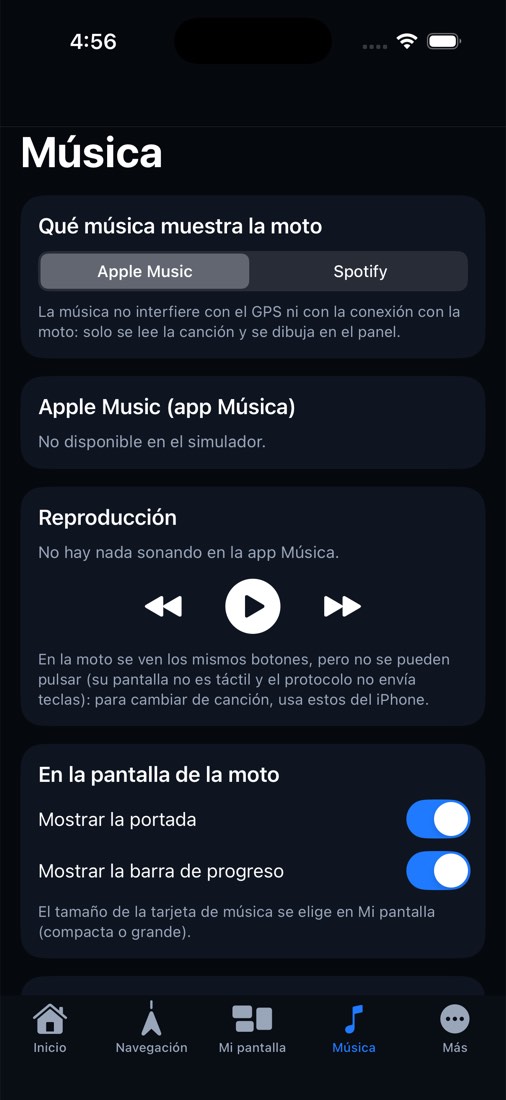 4:56
Música
Qué música muestra la moto
Apple Music
Spotify
La música no interfiere con el GPS ni con la conexión con la
moto: solo se lee la canción y se dibuja en el panel.
Apple Music (app Música)
No disponible en el simulador.
Reproducción
No hay nada sonando en la app Música.
En la moto se ven los mismos botones, pero no se pueden
pulsar (su pantalla no es táctil y el protocolo no envía
teclas): para cambiar de canción, usa estos del iPhone.
En la pantalla de la moto
Mostrar la portada
Mostrar la barra de progreso
El tamaño de la tarjeta de música se elige en Mi pantalla
(compacta o grande).
Inicio
Navegación
Mi pantalla
Música
Más